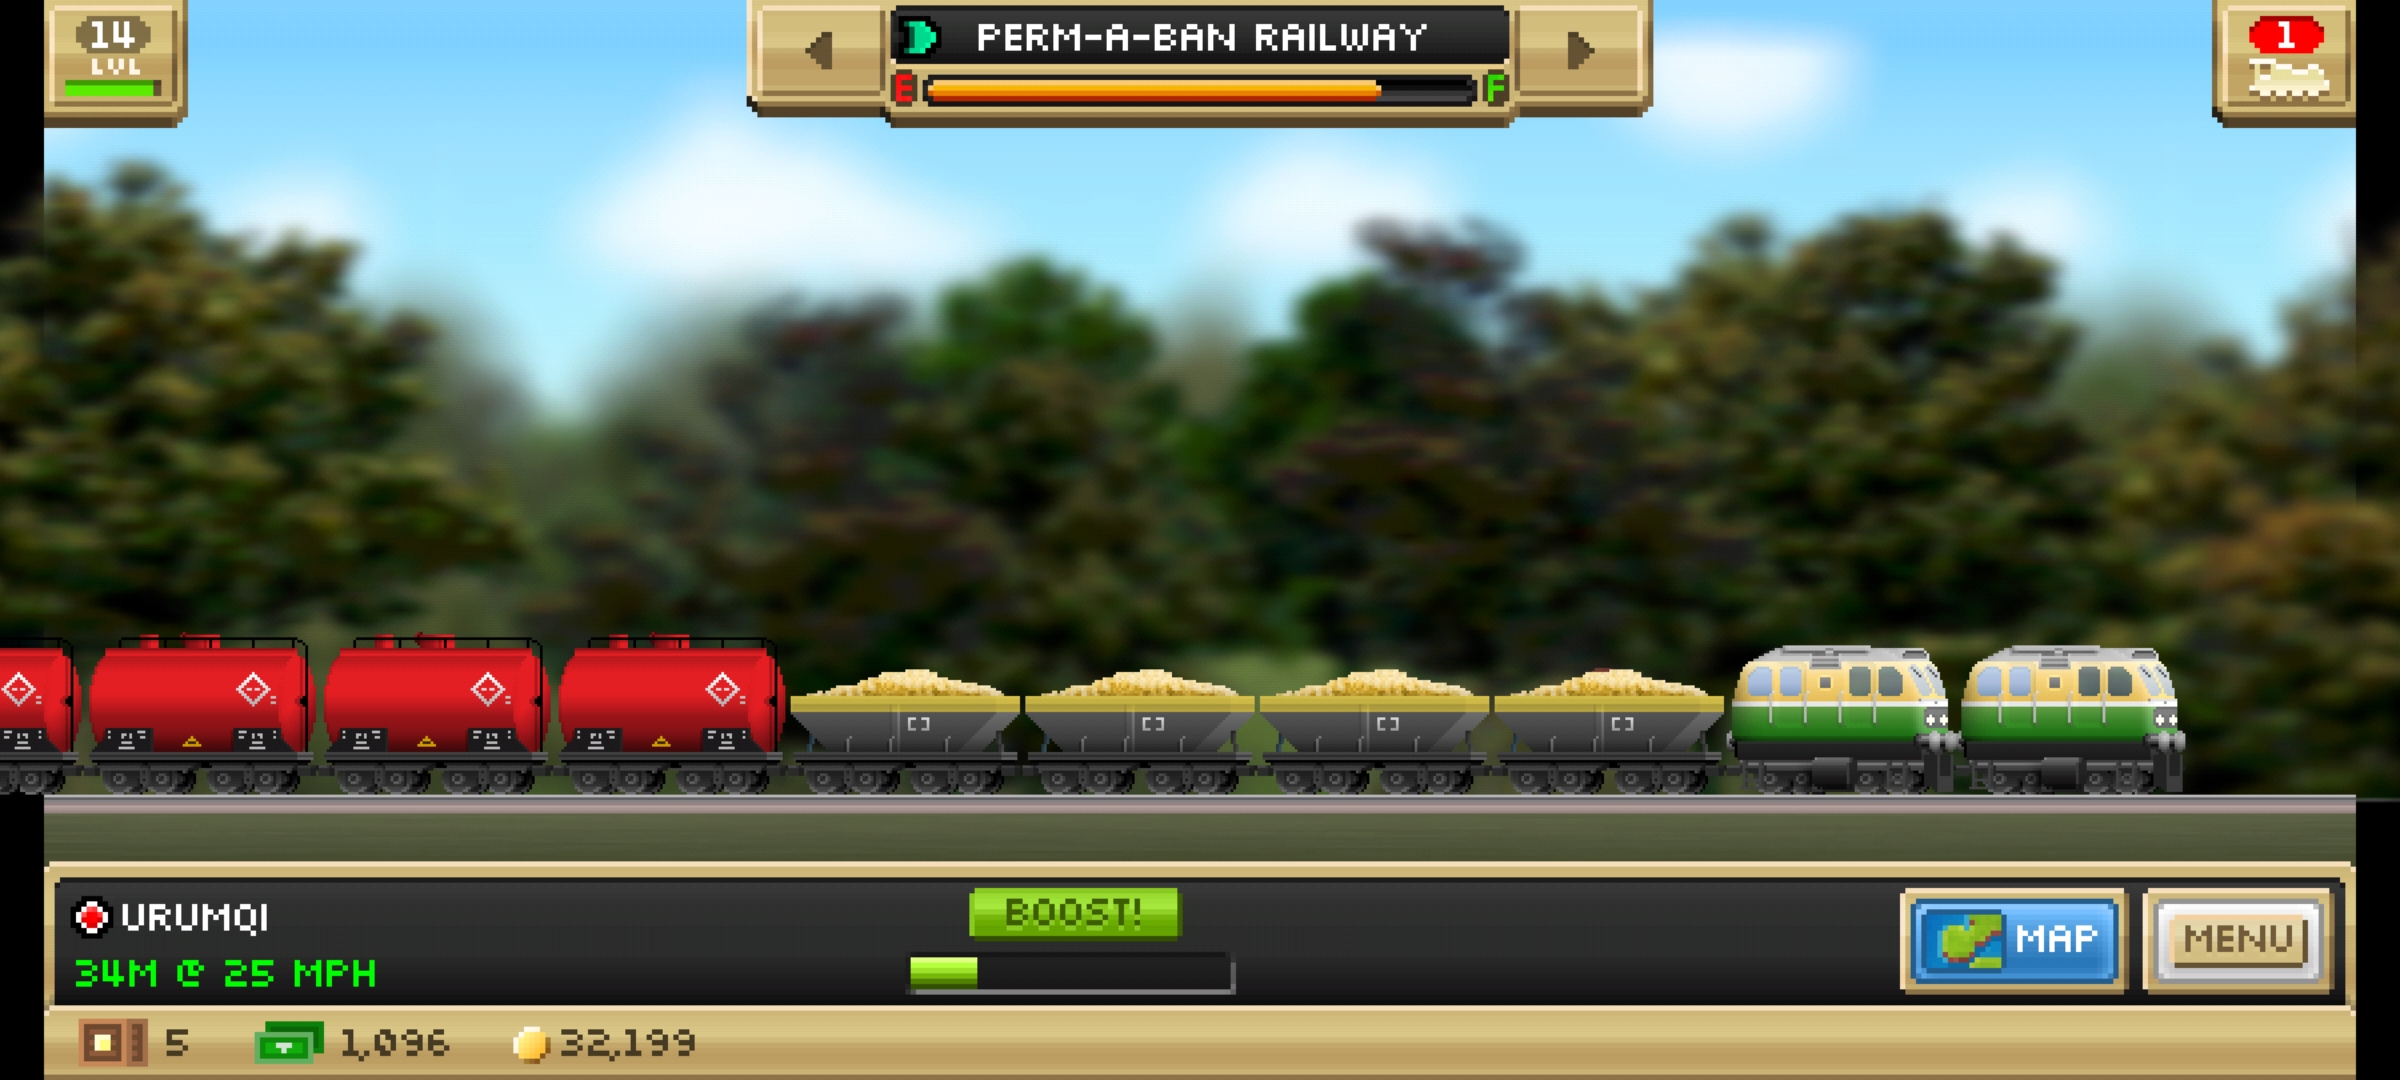 14
LVL
PERM-A-BAN RAILWAY
E F
1
URUMQI
34M @ 25 MPH
BOOST!
MAP
MENU
5 1,096 32,199